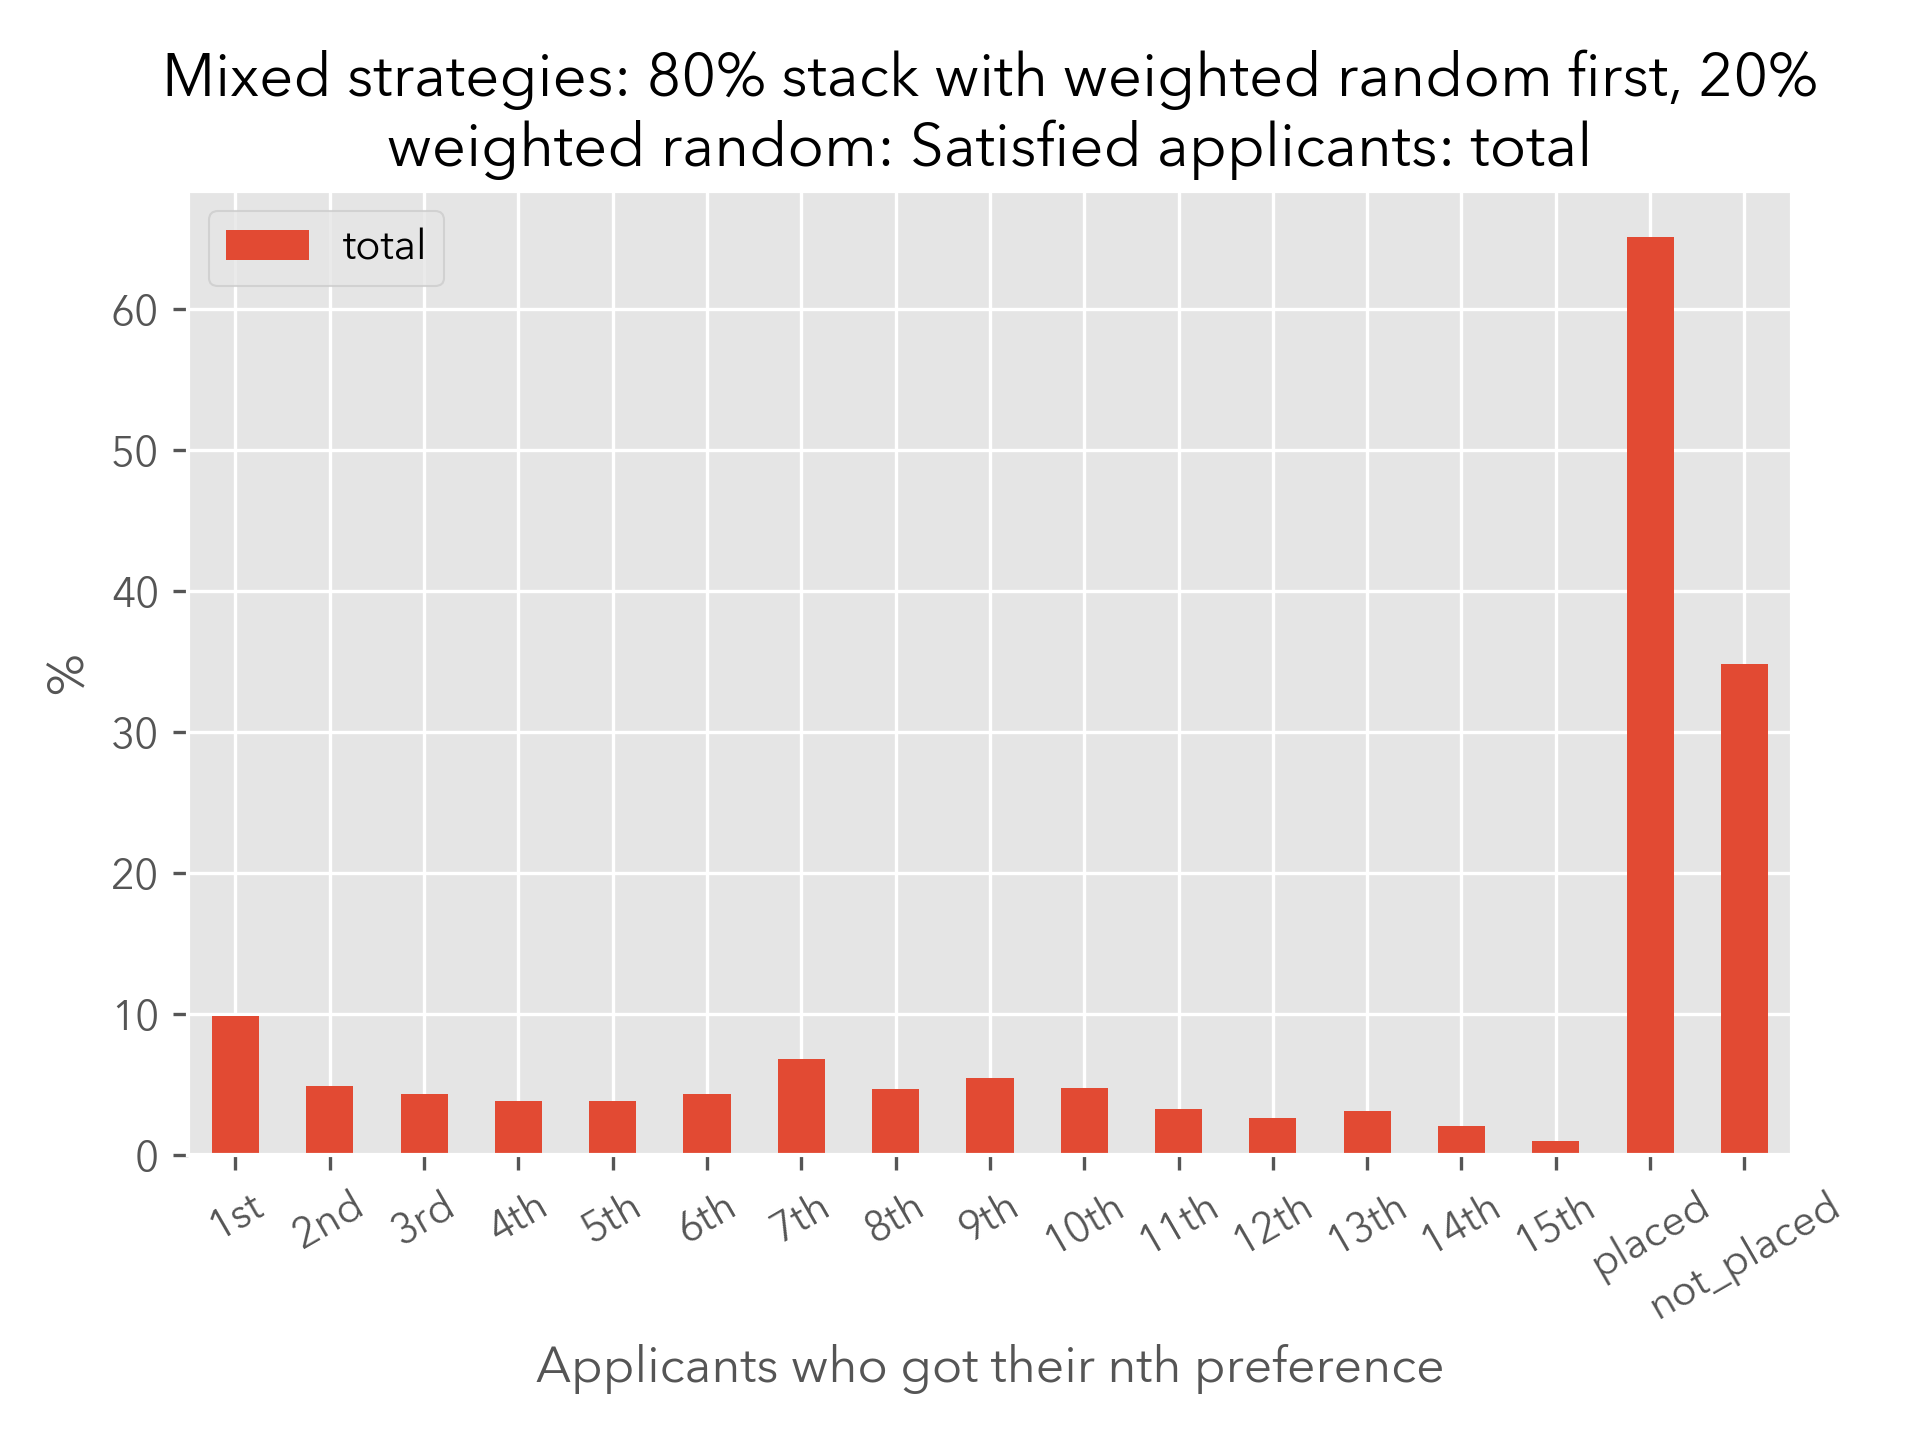 Mixed strategies: 80% stack with weighted random first, 20%
weighted random: Satisfied applicants: total
total
60
50
40
30
20
10
0
%
1st
2nd
3rd
4th
5th
6th
7th
8th
9th
10th
11th
12th
13th
14th
15th
placed
not_placed
Applicants who got their nth preference